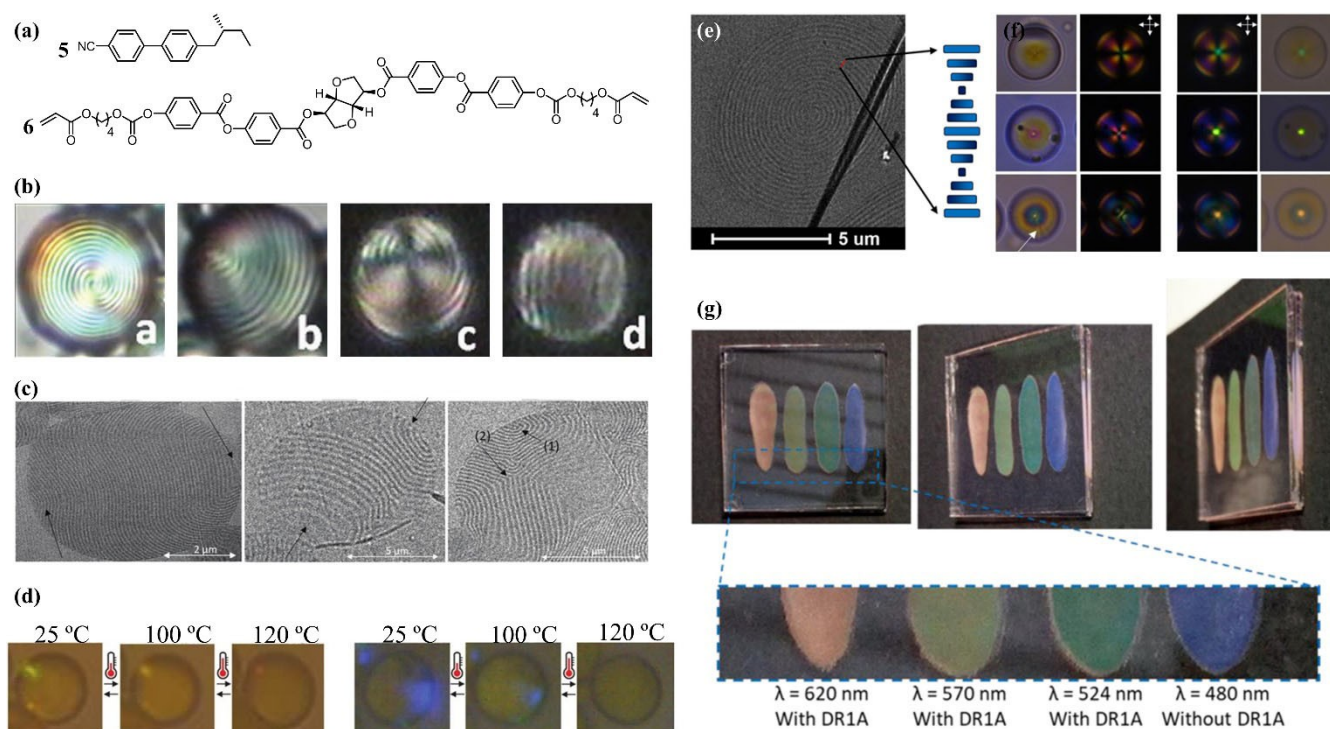 (a)
5
NC
6
O
O
O
O
4
O
O
O
O
O
O
O
O
H
H
O
O
O
O
O
O
O
O
O
4
O
O
(b)
a
b
c
d
(c)
2 µm
5 µm
(2)
(1)
5 µm
(d)
25 ºC
100 ºC
120 ºC
25 ºC
100 ºC
120 ºC
(e)
5 um
(f)
(g)
λ = 620 nm
With DR1A
λ = 570 nm
With DR1A
λ = 524 nm
With DR1A
λ = 480 nm
Without DR1A